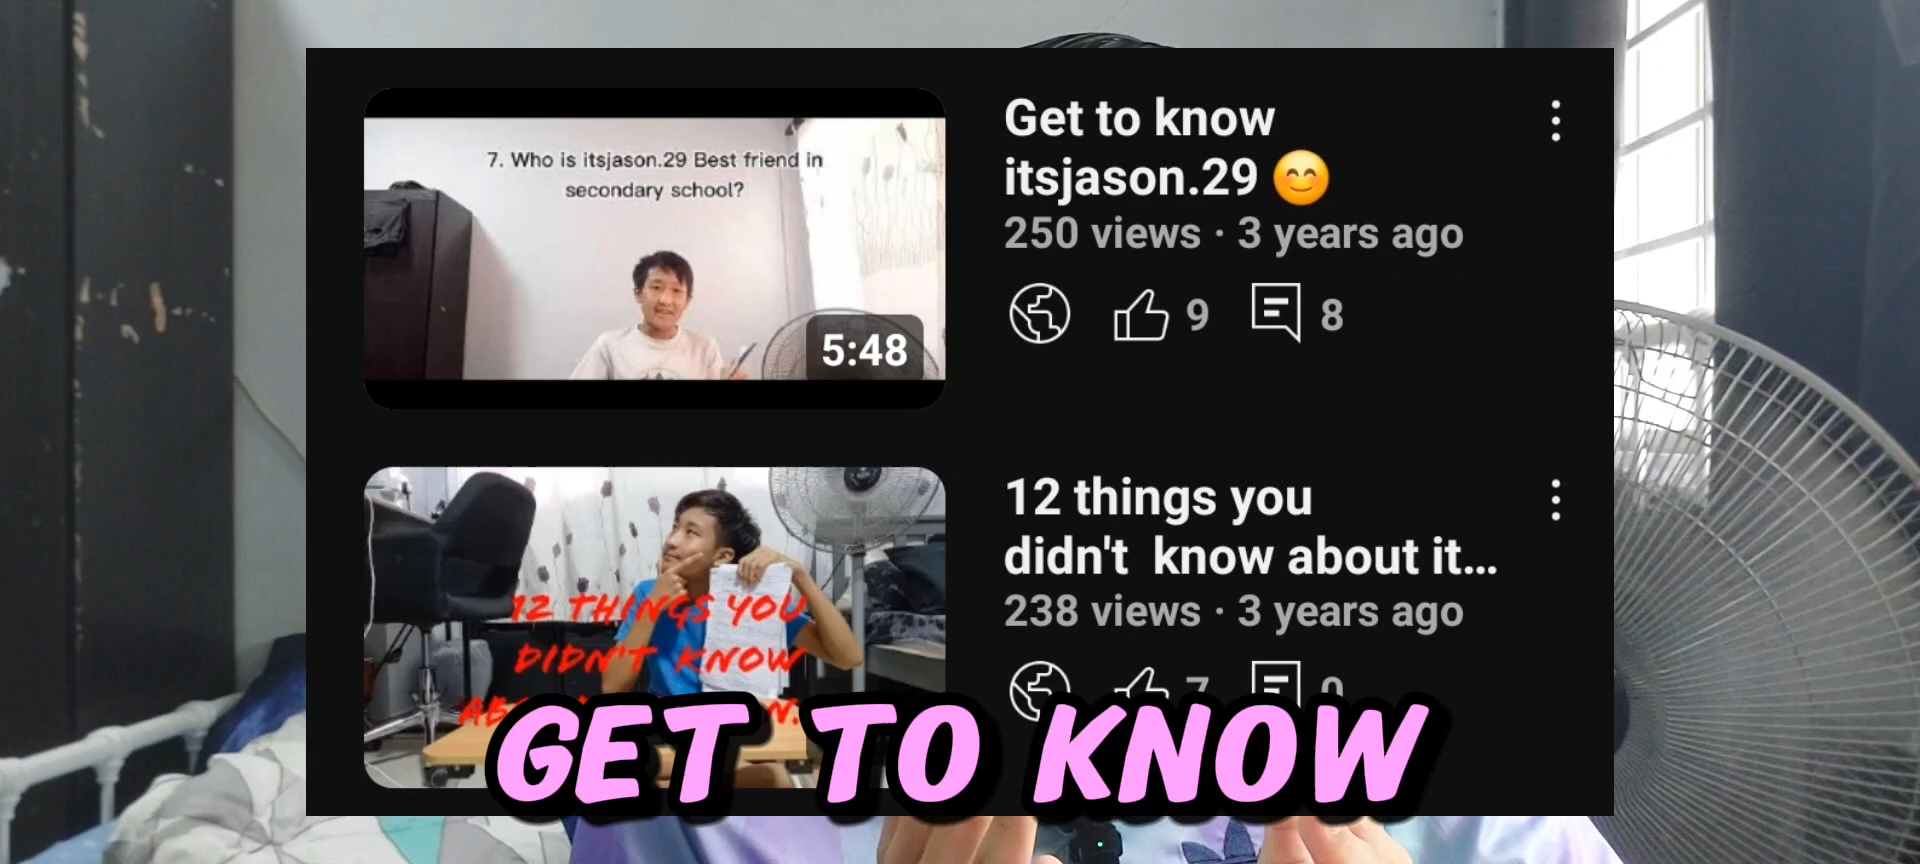 7. Who is itsjason.29 Best friend in
secondary school?
5:48
Get to know
itsjason.29 😊
250 views · 3 years ago
9
8
12 THINGS YOU
DIDN'T KNOW
12 things you
didn't  know about it...
238 views · 3 years ago
7
0
GET TO KNOW